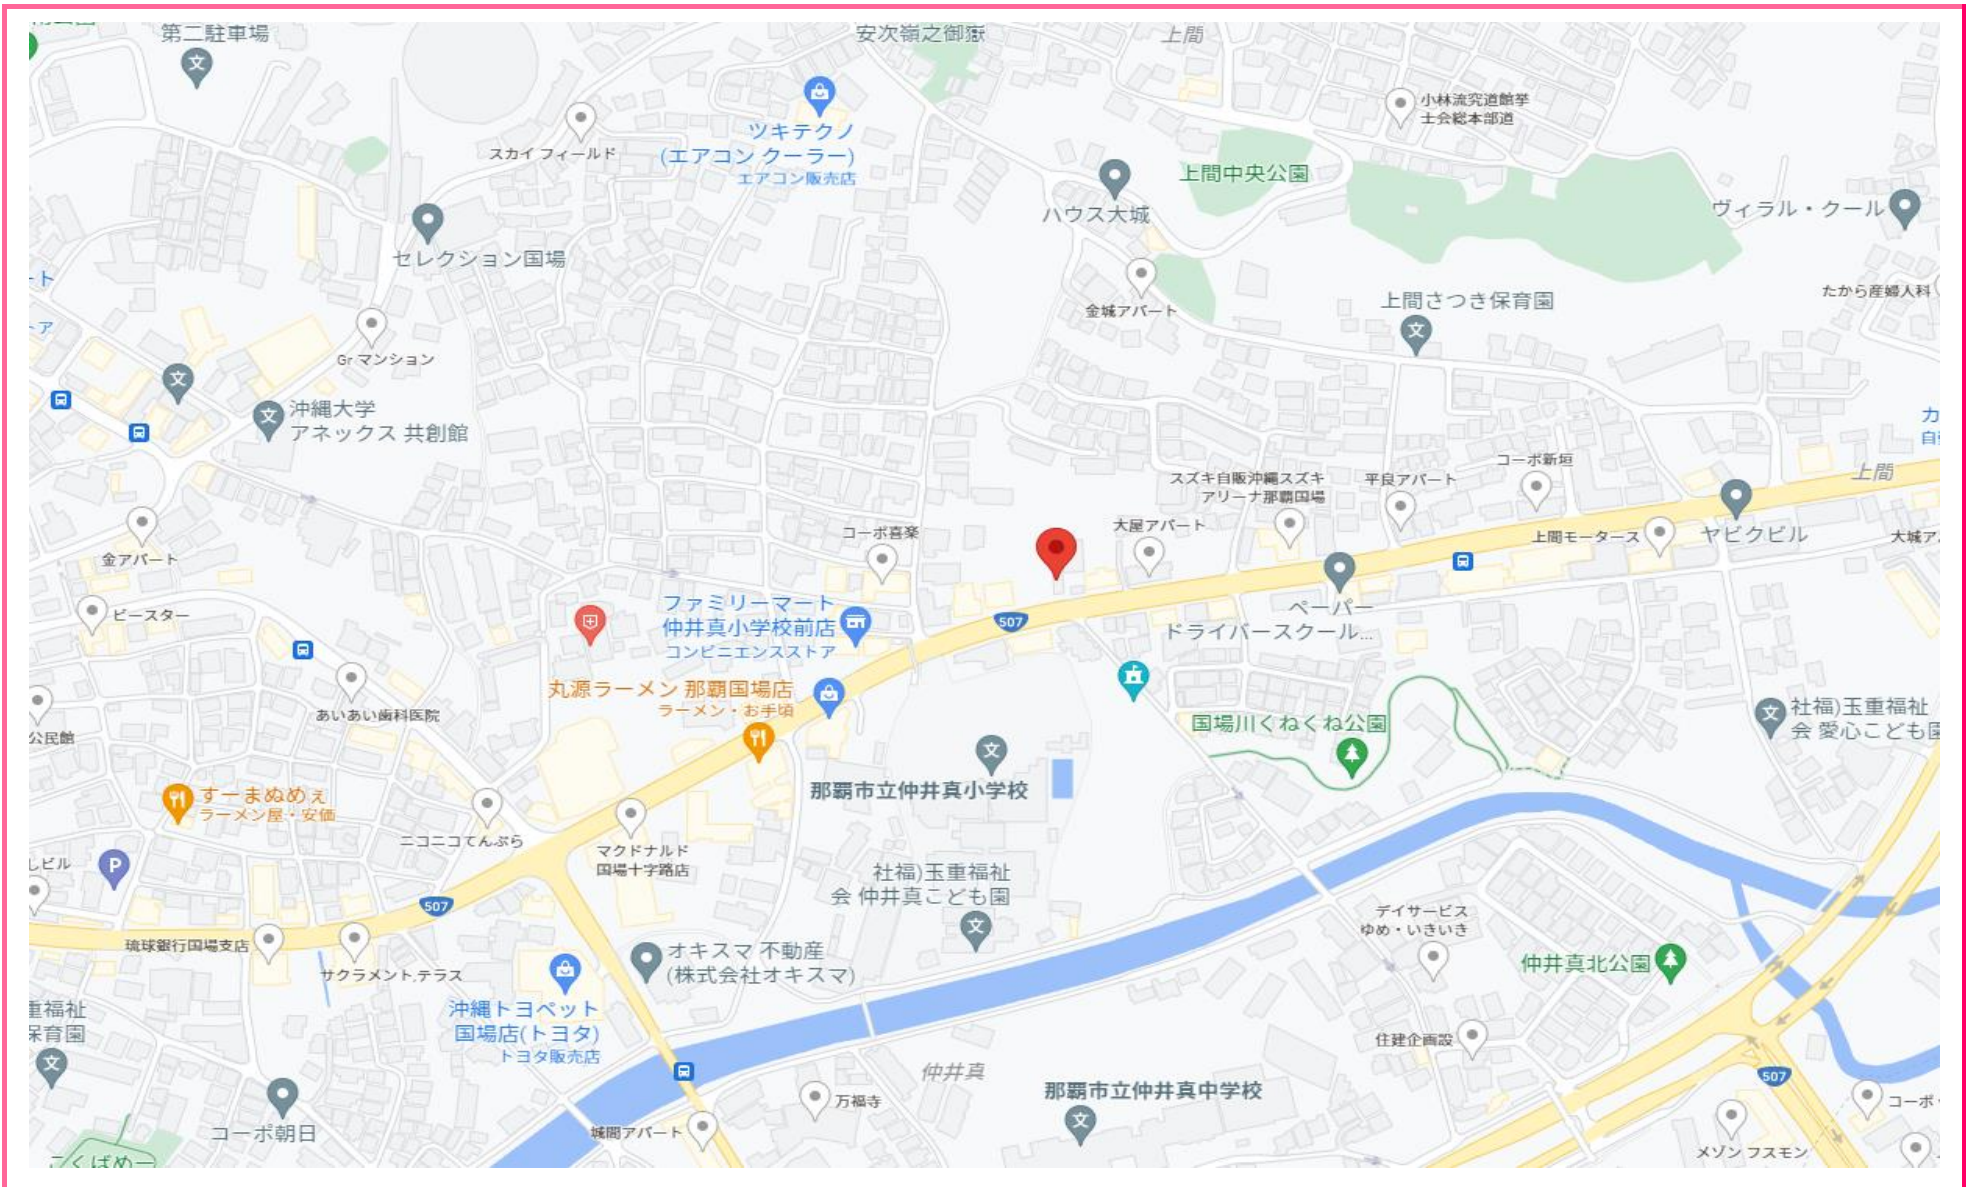 第二駐車場
安次嶺之御嶽
上間
小林流究道館挙
士会総本部道
スカイ フィールド
ツキテクノ
(エアコン クーラー)
エアコン販売店
上間中央公園
ハウス大城
ヴィラル・クール
セレクション国場
金城アパート
上間さつき保育園
たから産婦人科
Gr マンション
ート
トア
沖縄大学
アネックス 共創館
カ
上間
スズキ自販沖縄スズキ
アリーナ那覇国場
平良アパート
コーポ新垣
コーポ喜楽
大屋アパート
上間モータース
ヤビクビル
大城ア
金アパート
ビースター
ファミリーマート
仲井真小学校前店
コンビニエンスストア
507
ペーパー
ドライバースクール...
丸源ラーメン 那覇国場店
ラーメン・お手頃
あいあい歯科医院
公民館
国場川くねくね公園
社福)玉重福祉
会 愛心こども園
那覇市立仲井真小学校
すーまぬめぇ
ラーメン屋・安価
ニコニコてんぷら
マクドナルド
国場十字路店
しビル
P
社福)玉重福祉
会 仲井真こども園
507
デイサービス
ゆめ・いきいき
琉球銀行国場支店
サクラメント,テラス
オキスマ 不動産
(株式会社オキスマ)
仲井真北公園
沖縄トヨペット
国場店(トヨタ)
トヨタ販売店
重福祉
保育園
住建企画設
仲井真
507
那覇市立仲井真中学校
万福寺
コーポ
コーポ朝日
城間アパート
メゾン フスモン
こくばめー